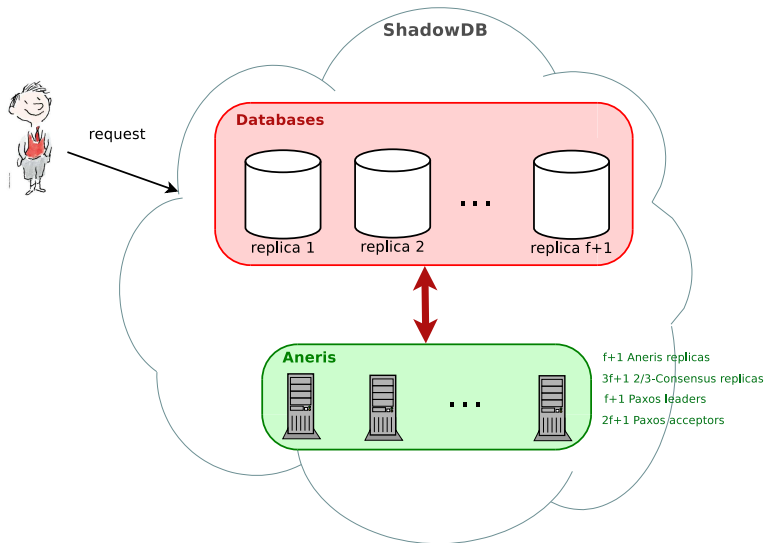 ShadowDB
request
Databases
replica 1
replica 2
...
replica f+1
Aneris
...
f+1 Aneris replicas
3f+1 2/3-Consensus replicas
f+1 Paxos leaders
2f+1 Paxos acceptors